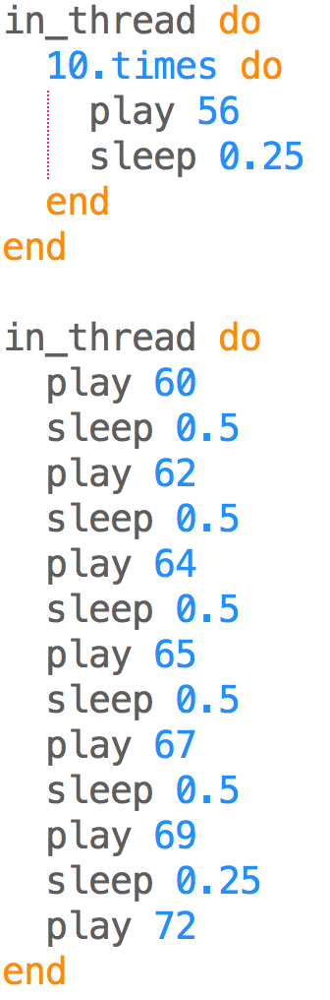 in_thread do
  10.times do
    play 56
    sleep 0.25
  end
end

in_thread do
  play 60
  sleep 0.5
  play 62
  sleep 0.5
  play 64
  sleep 0.5
  play 65
  sleep 0.5
  play 67
  sleep 0.5
  play 69
  sleep 0.25
  play 72
end